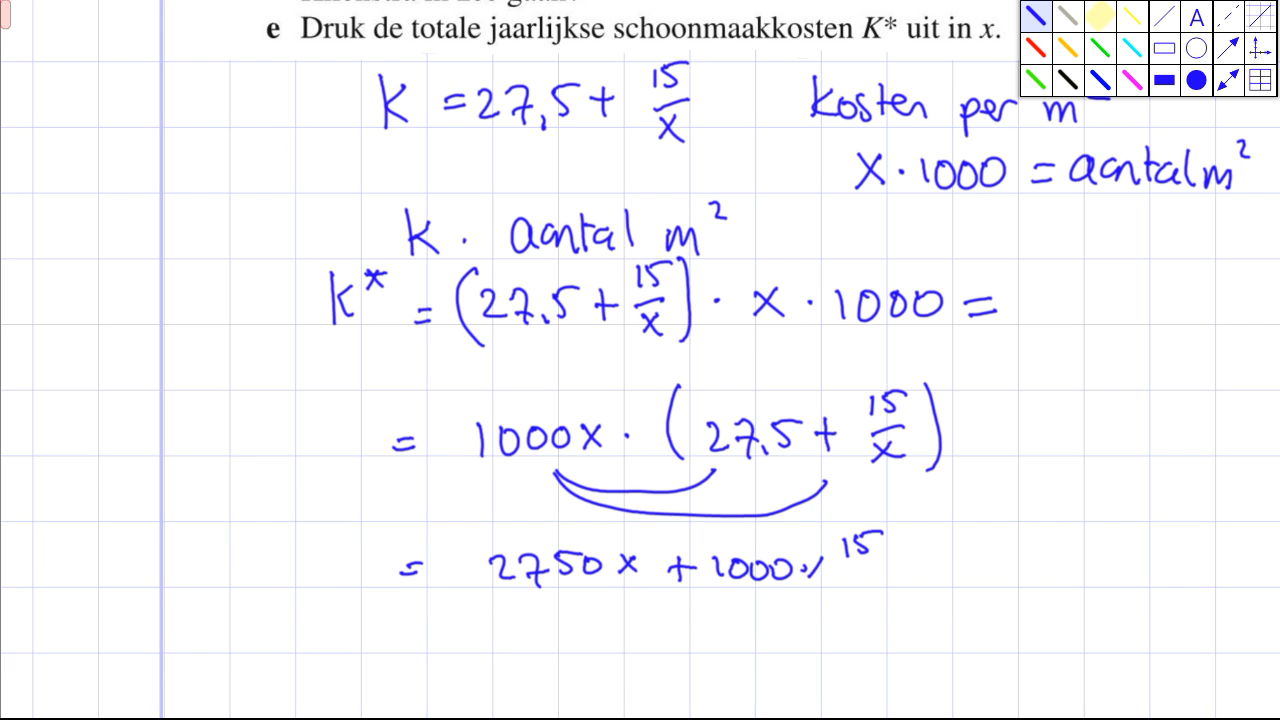 e Druk de totale jaarlijkse schoonmaakkosten K* uit in x.
A
K = 27,5 + 15/x
kosten per m²
x · 1000 = aantal m²
K · aantal m²
K* = (27,5 + 15/x) · x · 1000 =
= 1000x · (27,5 + 15/x)
= 2750x + 1000 · 15